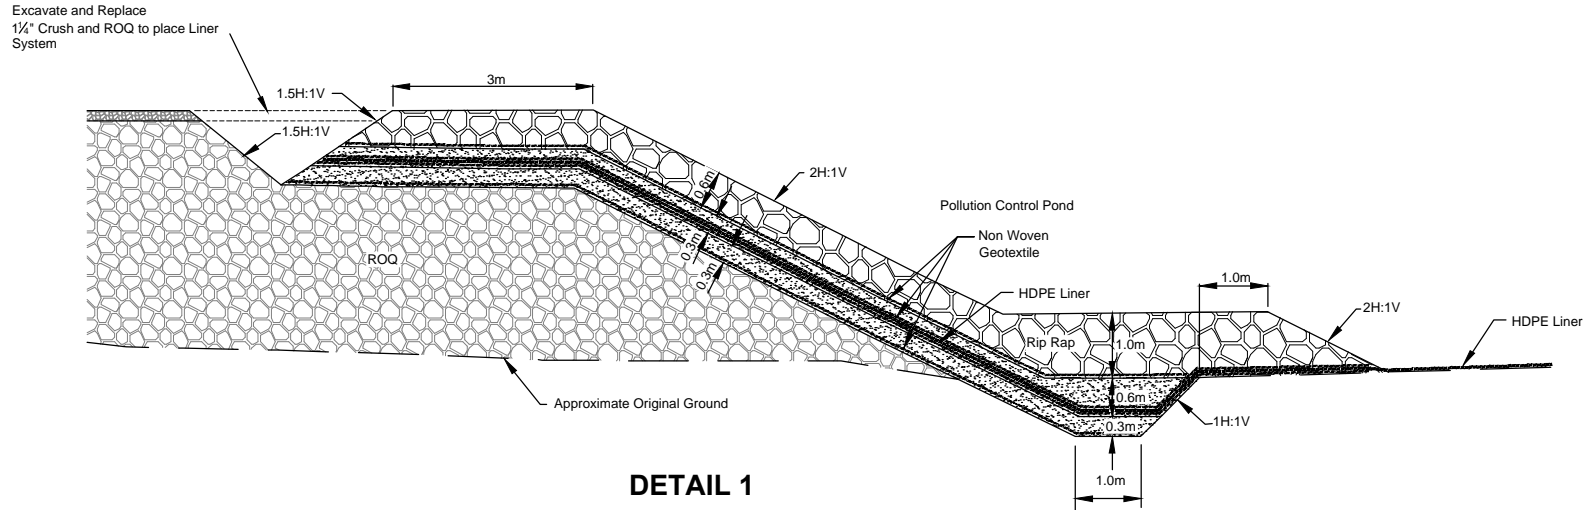 Excavate and Replace
1¼" Crush and ROQ to place Liner
System
3m
1.5H:1V
1.5H:1V
0.6m
2H:1V
Pollution Control Pond
Non Woven
Geotextile
0.3m
0.3m
ROQ
HDPE Liner
1.0m
2H:1V
HDPE Liner
Rip Rap
1.0m
0.6m
Approximate Original Ground
1H:1V
0.3m
1.0m
DETAIL 1